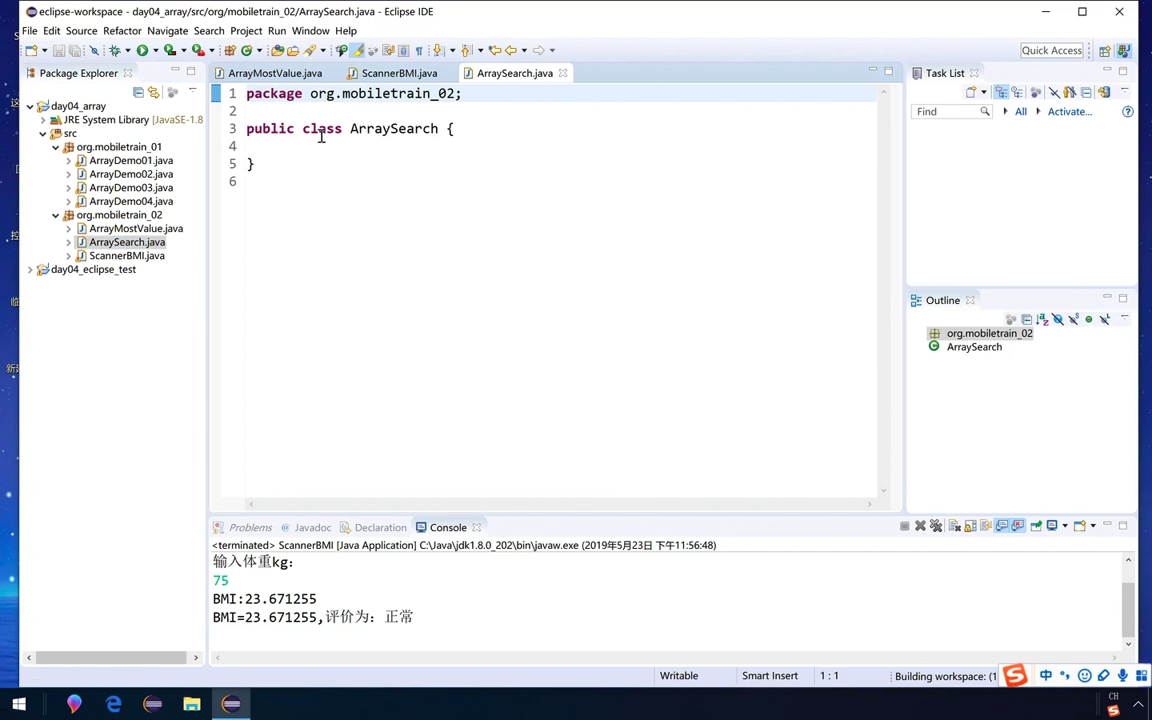 eclipse-workspace - day04_array/src/org/mobiletrain_02/ArraySearch.java - Eclipse IDE
File Edit Source Refactor Navigate Search Project Run Window Help
Quick Access
Package Explorer
ArrayMostValue.java ScannerBMI.java ArraySearch.java
Task List
day04_array
JRE System Library [JavaSE-1.8
src
org.mobiletrain_01
ArrayDemo01.java
ArrayDemo02.java
ArrayDemo03.java
ArrayDemo04.java
org.mobiletrain_02
ArrayMostValue.java
ArraySearch.java
ScannerBMI.java
day04_eclipse_test
1 package org.mobiletrain_02;
2
3 public class ArraySearch {
4
5 }
6
Find All Activate...
Outline
org.mobiletrain_02
ArraySearch
Problems Javadoc Declaration Console
<terminated> ScannerBMI [Java Application] C:\Java\jdk1.8.0_202\bin\javaw.exe (2019年5月23日 下午11:56:48)
输入体重kg：
75
BMI:23.671255
BMI=23.671255,评价为：正常
Writable Smart Insert 1 : 1 Building workspace: (1
中
CH